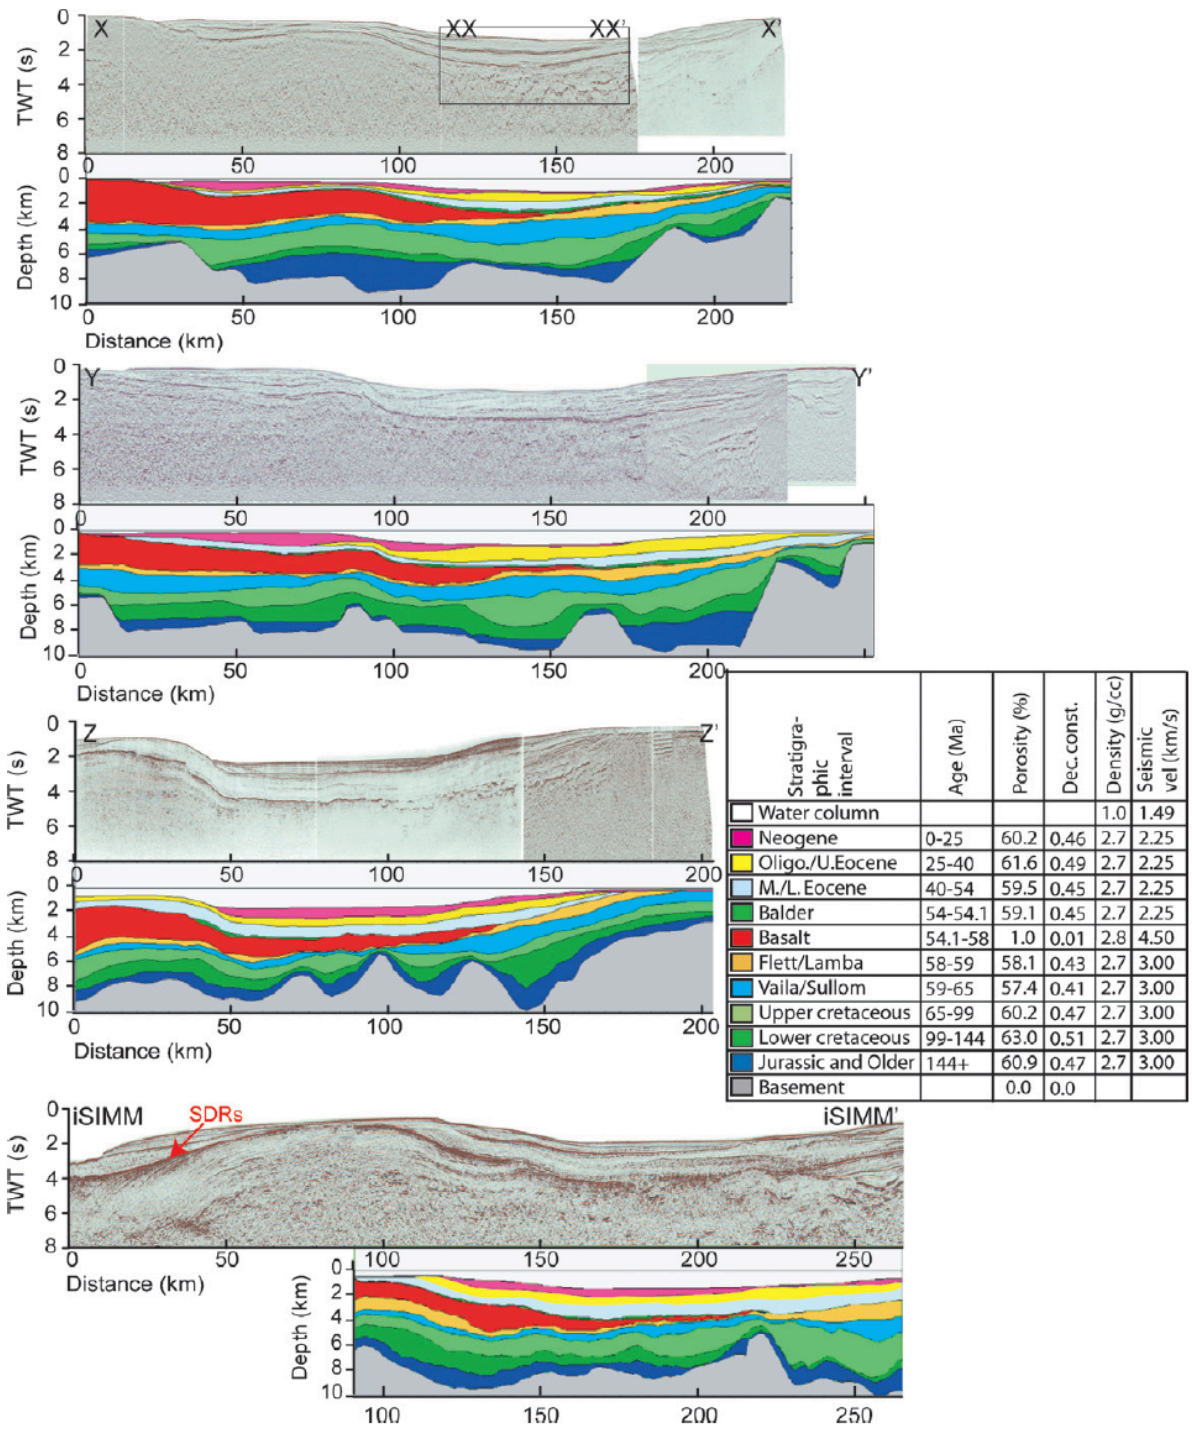 0
X
XX
XX'
X'
2
TWT (s)
4
6
8
0
50
100
150
200
0
2
Depth (km)
4
6
8
10
0
50
100
150
200
Distance (km)
0
Y
Y'
2
TWT (s)
4
6
8
0
50
100
150
200
0
2
Depth (km)
4
6
8
10
0
50
100
150
200
Distance (km)
0
Z
Z'
2
TWT (s)
4
6
8
0
50
100
150
200
0
2
Depth (km)
4
6
8
10
0
50
100
150
200
Distance (km)
Stratigra-
phic
interval
Age (Ma)
Porosity (%)
Dec. const.
Density (g/cc)
Seismic
vel (km/s)
Water column 1.0 1.49
Neogene 0-25 60.2 0.46 2.7 2.25
Oligo./U.Eocene 25-40 61.6 0.49 2.7 2.25
M./L. Eocene 40-54 59.5 0.45 2.7 2.25
Balder 54-54.1 59.1 0.45 2.7 2.25
Basalt 54.1-58 1.0 0.01 2.8 4.50
Flett/Lamba 58-59 58.1 0.43 2.7 3.00
Vaila/Sullom 59-65 57.4 0.41 2.7 3.00
Upper cretaceous 65-99 60.2 0.47 2.7 3.00
Lower cretaceous 99-144 63.0 0.51 2.7 3.00
Jurassic and Older 144+ 60.9 0.47 2.7 3.00
Basement 0.0 0.0
0
iSIMM
SDRs
iSIMM'
2
TWT (s)
4
6
8
0
50
100
150
200
250
Distance (km)
0
2
Depth (km)
4
6
8
10
100
150
200
250